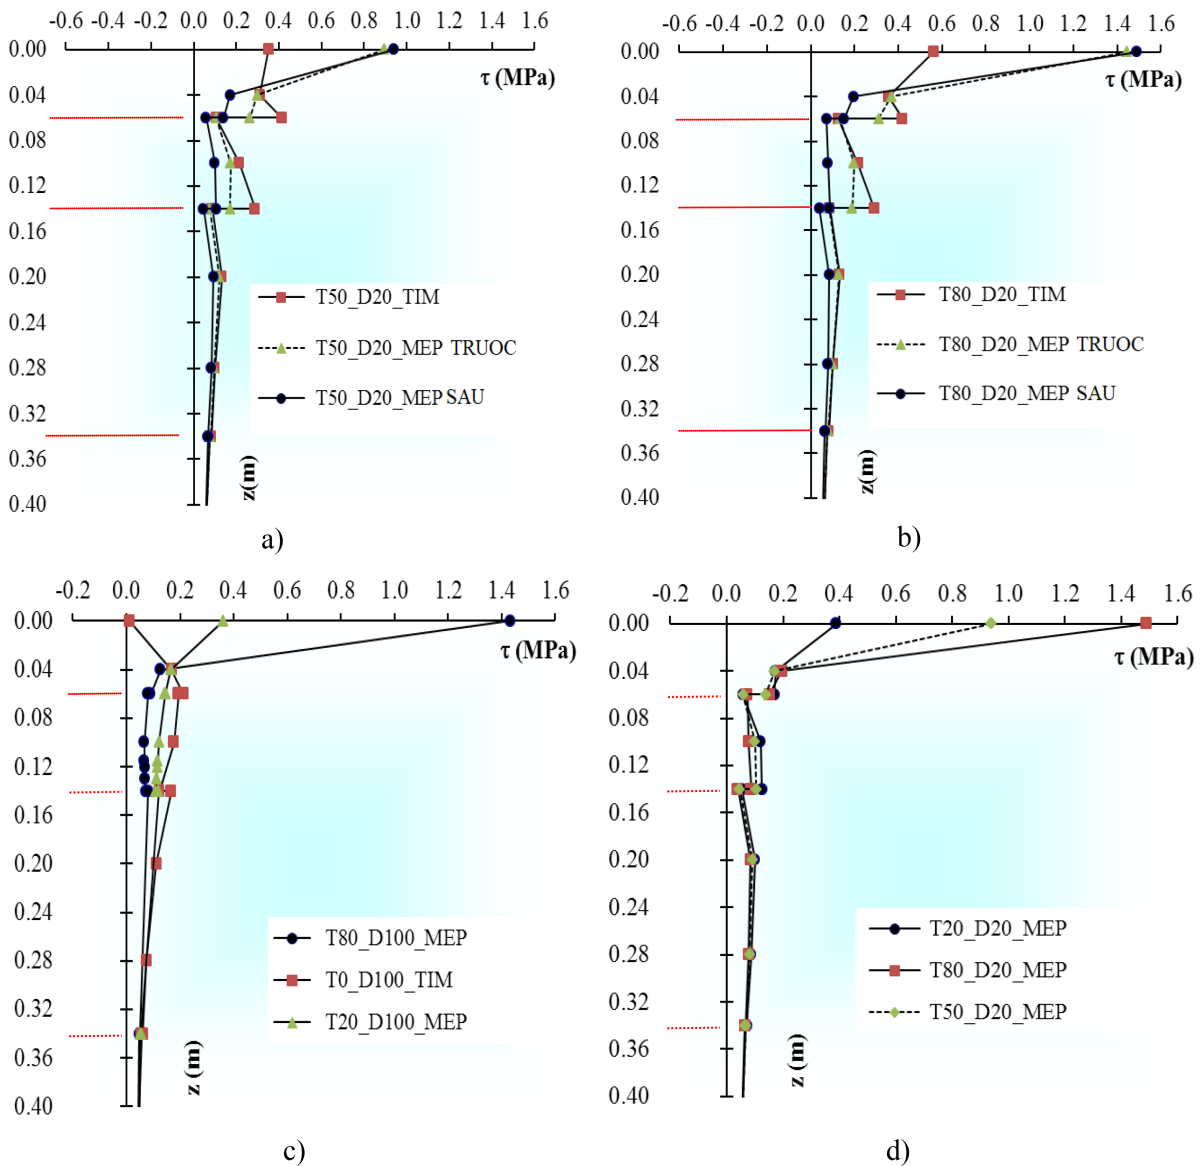 -0.6 -0.4 -0.2 0.0 0.2 0.4 0.6 0.8 1.0 1.2 1.4 1.6
0.00
τ (MPa)
0.04
0.08
0.12
0.16
0.20
0.24
0.28
0.32
0.36
0.40
T50_D20_TIM
T50_D20_MEP TRUOC
T50_D20_MEP SAU
z(m)
a)
-0.6 -0.4 -0.2 0.0 0.2 0.4 0.6 0.8 1.0 1.2 1.4 1.6
0.00
τ (MPa)
0.04
0.08
0.12
0.16
0.20
0.24
0.28
0.32
0.36
0.40
T80_D20_TIM
T80_D20_MEP TRUOC
T80_D20_MEP SAU
z(m)
b)
-0.2 0.0 0.2 0.4 0.6 0.8 1.0 1.2 1.4 1.6
0.00
τ (MPa)
0.04
0.08
0.12
0.16
0.20
0.24
0.28
0.32
0.36
0.40
T80_D100_MEP
T0_D100_TIM
T20_D100_MEP
z (m)
c)
-0.2 0.0 0.2 0.4 0.6 0.8 1.0 1.2 1.4 1.6
0.00
τ (MPa)
0.04
0.08
0.12
0.16
0.20
0.24
0.28
0.32
0.36
0.40
T20_D20_MEP
T80_D20_MEP
T50_D20_MEP
z (m)
d)